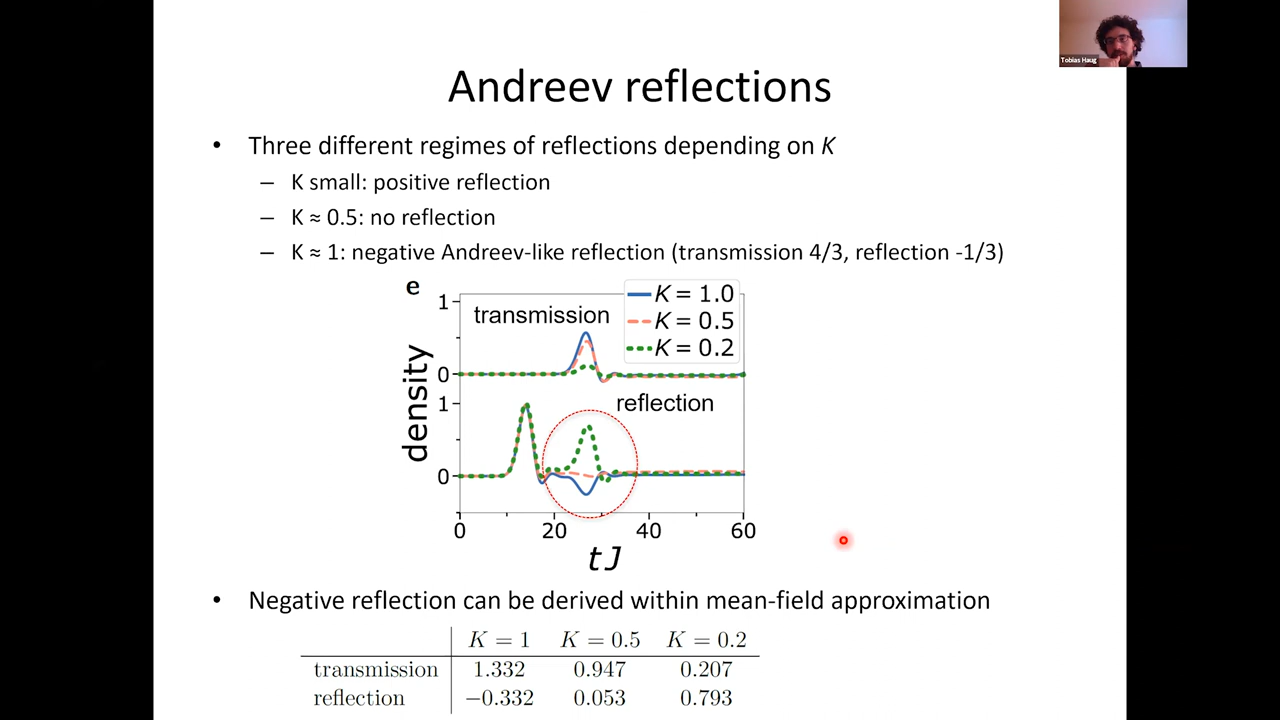 Tobias Haug
Andreev reflections
• Three different regimes of reflections depending on K
– K small: positive reflection
– K ≈ 0.5: no reflection
– K ≈ 1: negative Andreev-like reflection (transmission 4/3, reflection -1/3)
e
1
transmission
K = 1.0
K = 0.5
K = 0.2
0
density
1
reflection
0
0 20 40 60
tJ
• Negative reflection can be derived within mean-field approximation
K = 1 K = 0.5 K = 0.2
transmission 1.332 0.947 0.207
reflection −0.332 0.053 0.793